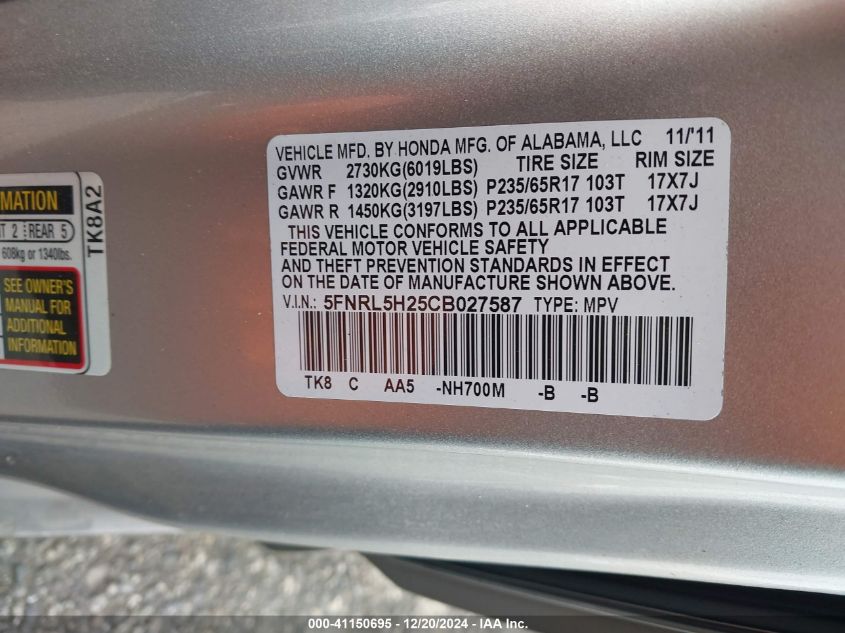 VEHICLE MFD. BY HONDA MFG. OF ALABAMA, LLC 11/'11
GVWR 2730KG(6019LBS) TIRE SIZE RIM SIZE
GAWR F 1320KG(2910LBS) P235/65R17 103T 17X7J
GAWR R 1450KG(3197LBS) P235/65R17 103T 17X7J
THIS VEHICLE CONFORMS TO ALL APPLICABLE
FEDERAL MOTOR VEHICLE SAFETY
AND THEFT PREVENTION STANDARDS IN EFFECT
ON THE DATE OF MANUFACTURE SHOWN ABOVE.
V.I.N.: 5FNRL5H25CB027587 TYPE: MPV
TK8 C AA5 -NH700M -B -B
2 REAR 5
608kg or 1340lbs.
SEE OWNER'S
MANUAL FOR
ADDITIONAL
INFORMATION
TK8A2
000-41150695 - 12/20/2024 - IAA Inc.